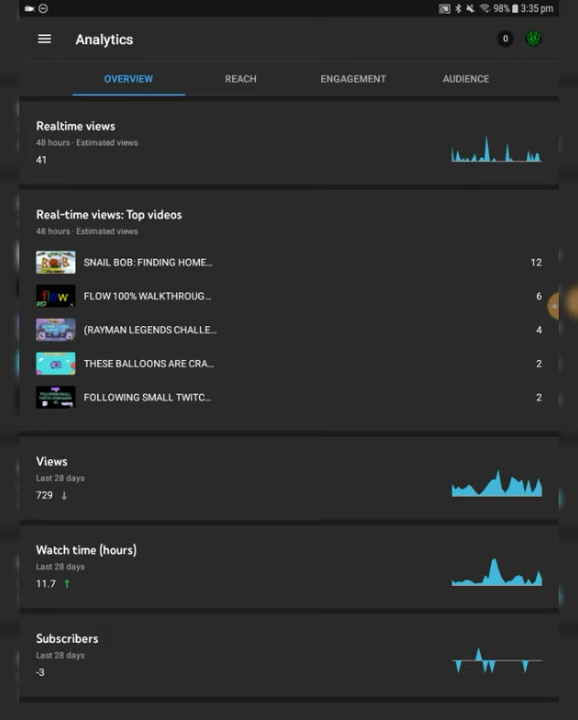 98% 3:35 pm
Analytics
0
OVERVIEW REACH ENGAGEMENT AUDIENCE
Realtime views
48 hours · Estimated views
41
Real-time views: Top videos
48 hours · Estimated views
SNAIL BOB: FINDING HOME... 12
flow
FLOW 100% WALKTHROUG... 6
(RAYMAN LEGENDS CHALLE... 4
THESE BALLOONS ARE CRA... 2
FOLLOWING SMALL TWITC... 2
Views
Last 28 days
729 ↓
Watch time (hours)
Last 28 days
11.7 ↑
Subscribers
Last 28 days
-3